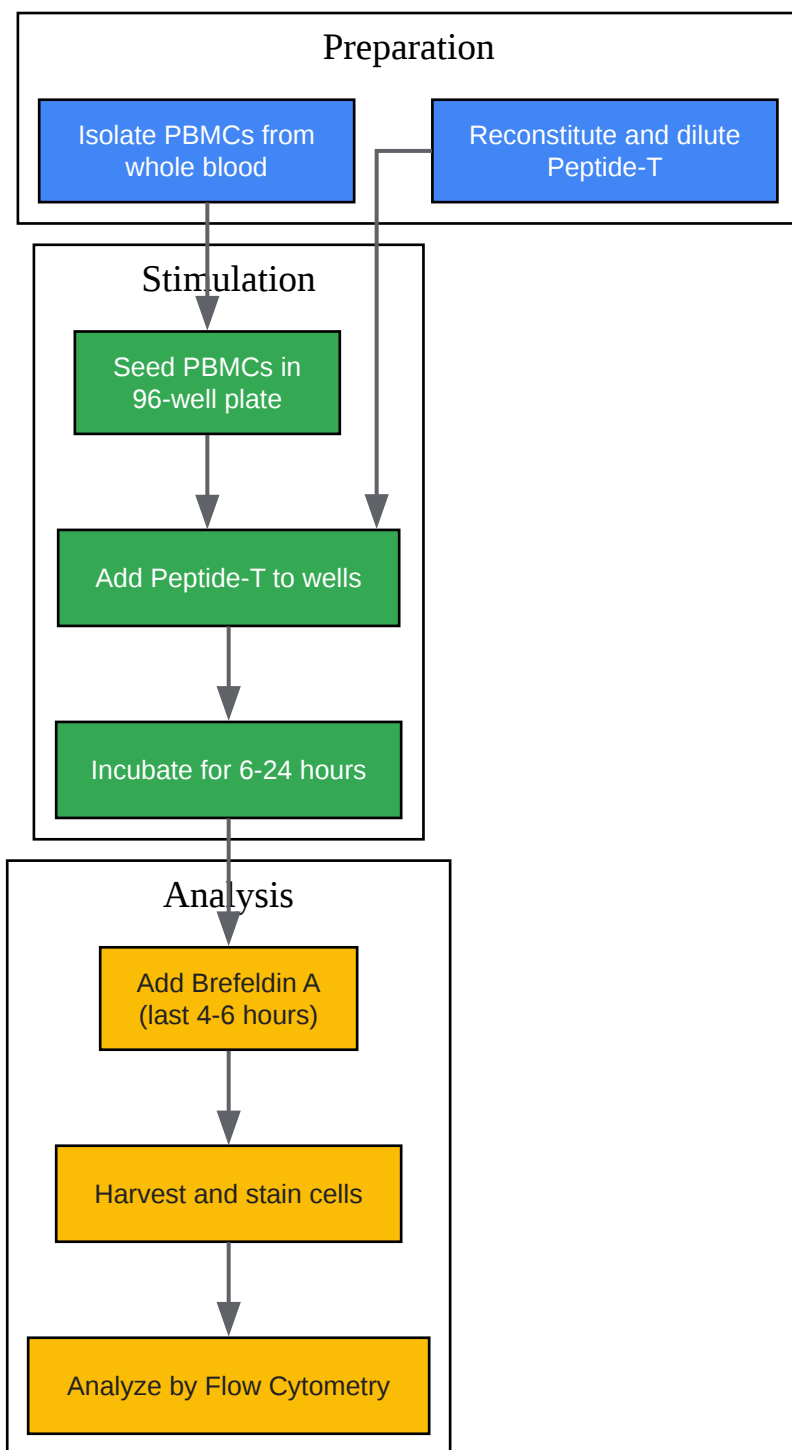 Preparation
Isolate PBMCs from
whole blood
Reconstitute and dilute
Peptide-T
Stimulation
Seed PBMCs in
96-well plate
Add Peptide-T to wells
Incubate for 6-24 hours
Analysis
Add Brefeldin A
(last 4-6 hours)
Harvest and stain cells
Analyze by Flow Cytometry